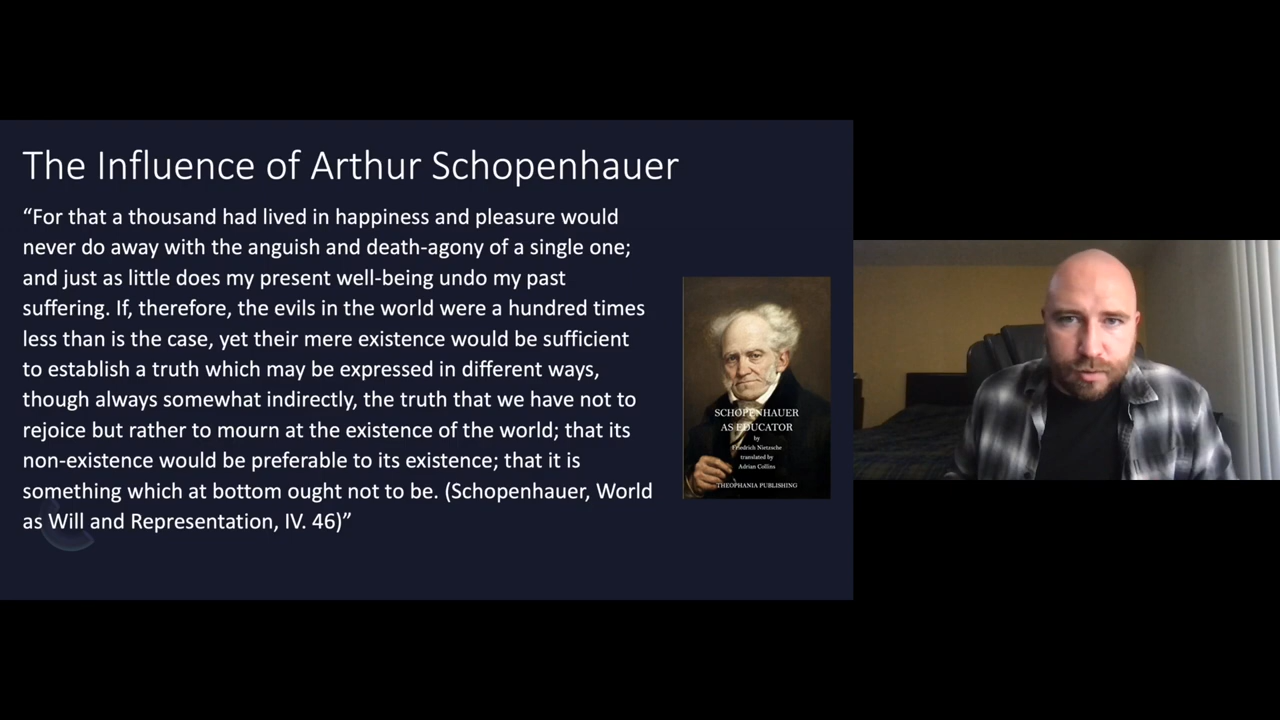 The Influence of Arthur Schopenhauer
“For that a thousand had lived in happiness and pleasure would
never do away with the anguish and death-agony of a single one;
and just as little does my present well-being undo my past
suffering. If, therefore, the evils in the world were a hundred times
less than is the case, yet their mere existence would be sufficient
to establish a truth which may be expressed in different ways,
though always somewhat indirectly, the truth that we have not to
rejoice but rather to mourn at the existence of the world; that its
non-existence would be preferable to its existence; that it is
something which at bottom ought not to be. (Schopenhauer, World
as Will and Representation, IV. 46)”
SCHOPENHAUER
AS EDUCATOR
by
Friedrich Nietzsche
translated by
Adrian Collins
THEOPHANIA PUBLISHING